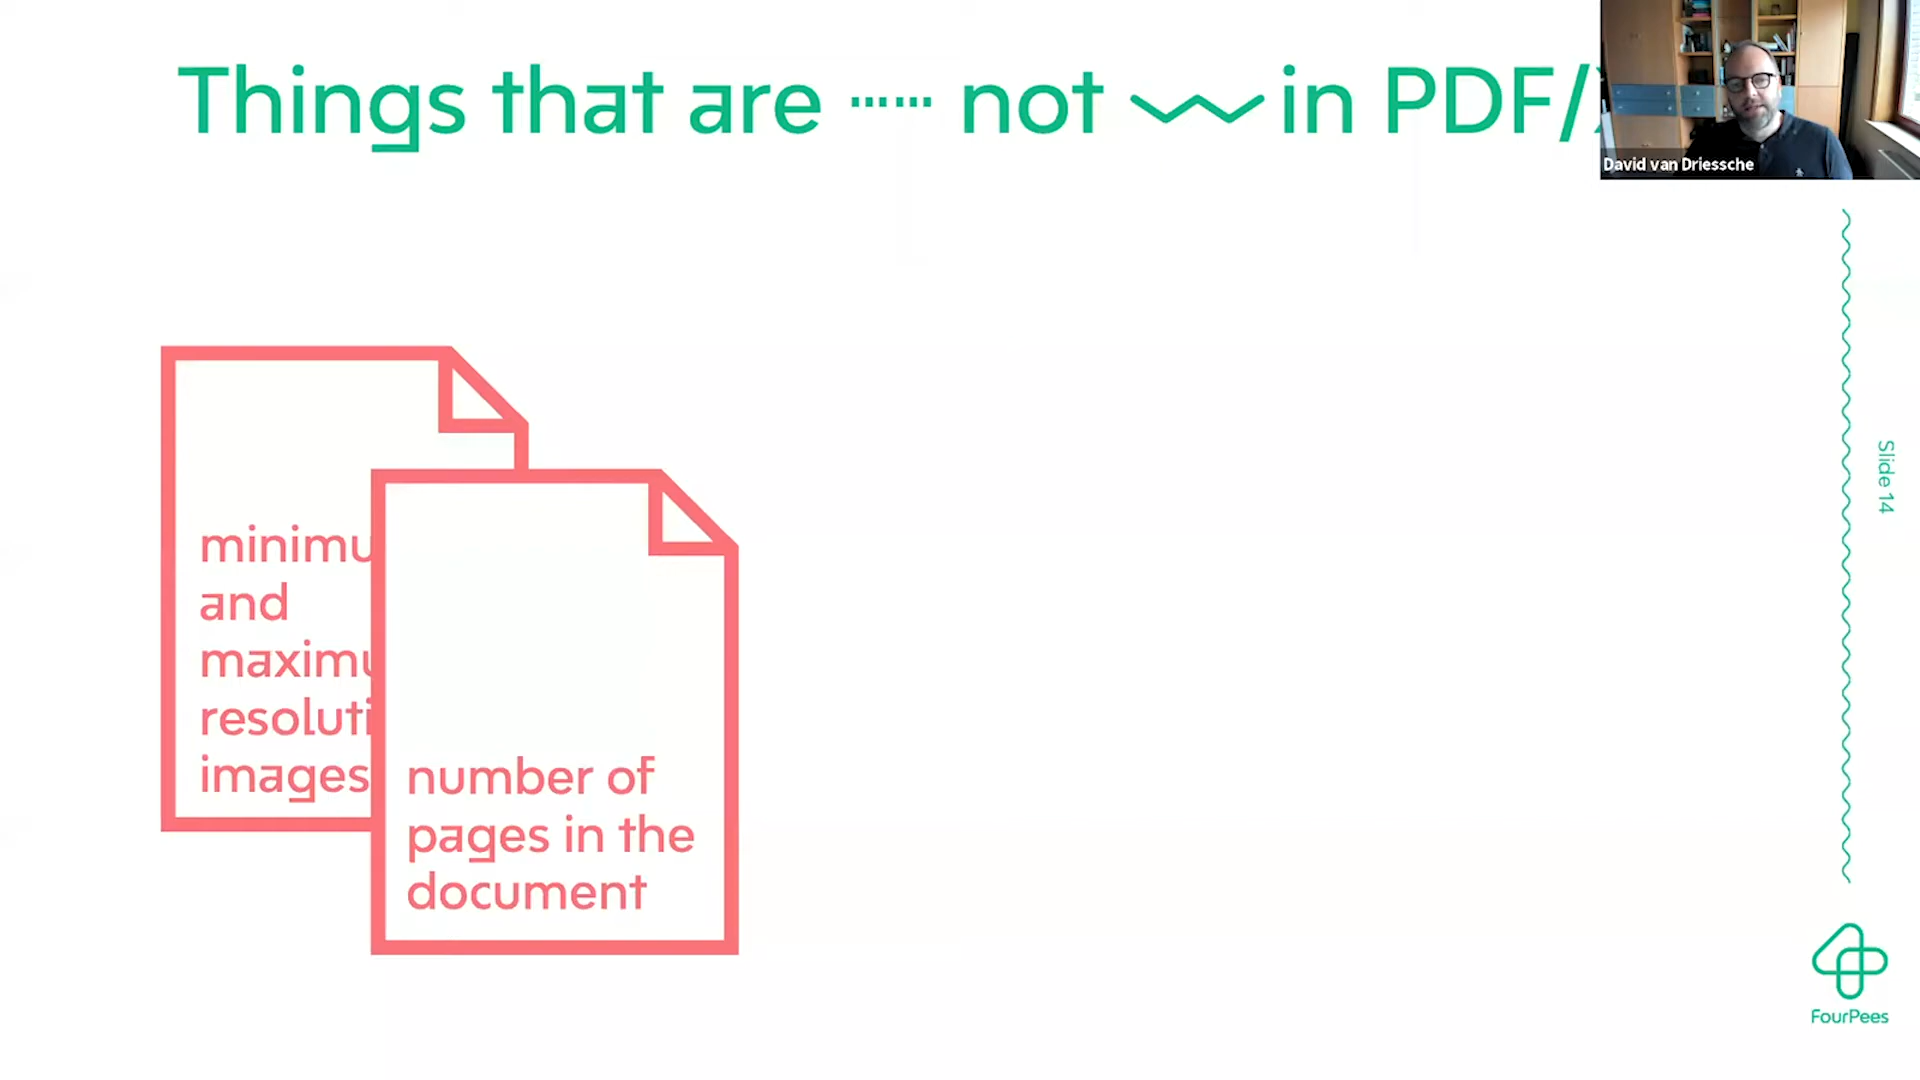 Things that are not in PDF/
David van Driessche
minimu
and
maximu
resoluti
images
number of
pages in the
document
Slide 14
FourPees